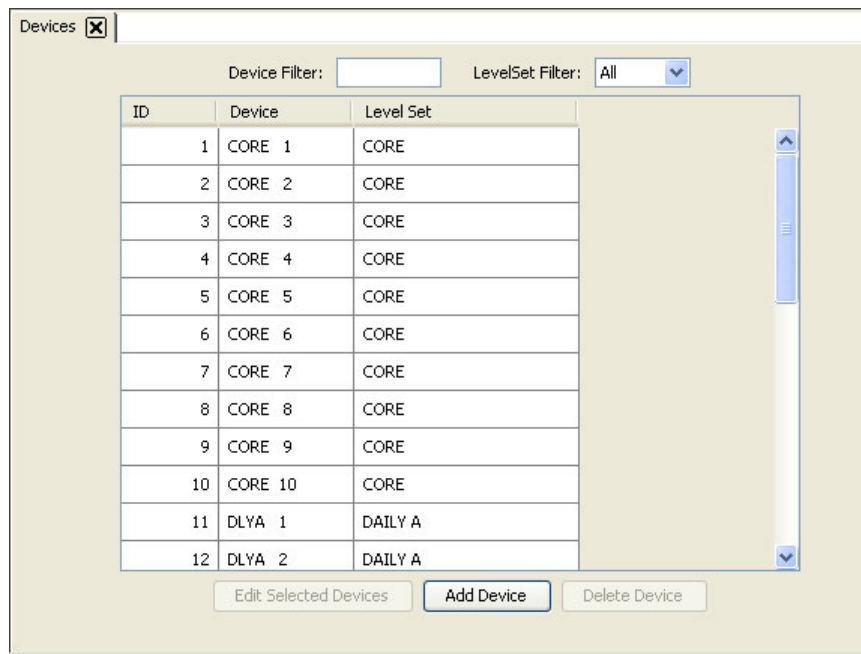 Devices
Device Filter: LevelSet Filter: All
ID Device Level Set
1 CORE 1 CORE
2 CORE 2 CORE
3 CORE 3 CORE
4 CORE 4 CORE
5 CORE 5 CORE
6 CORE 6 CORE
7 CORE 7 CORE
8 CORE 8 CORE
9 CORE 9 CORE
10 CORE 10 CORE
11 DLYA 1 DAILY A
12 DLYA 2 DAILY A
Edit Selected Devices Add Device Delete Device